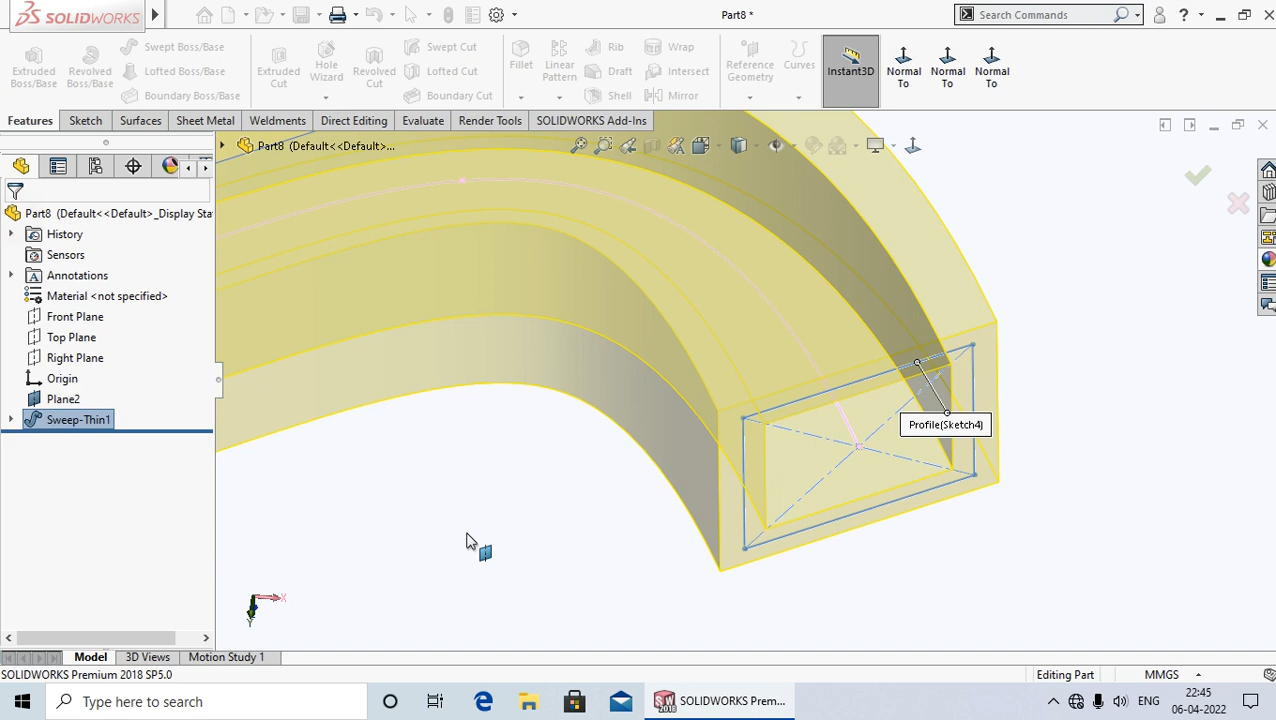 SOLIDWORKS
Part8 *
Search Commands
Extruded Boss/Base
Revolved Boss/Base
Swept Boss/Base
Lofted Boss/Base
Boundary Boss/Base
Extruded Cut
Hole Wizard
Revolved Cut
Swept Cut
Lofted Cut
Boundary Cut
Fillet
Linear Pattern
Rib
Draft
Shell
Wrap
Intersect
Mirror
Reference Geometry
Curves
Instant3D
Normal To
Normal To
Normal To
Features Sketch Surfaces Sheet Metal Weldments Direct Editing Evaluate Render Tools SOLIDWORKS Add-Ins
Part8 (Default<<Default>...
Part8 (Default<<Default>_Display Sta
History
Sensors
Annotations
Material <not specified>
Front Plane
Top Plane
Right Plane
Origin
Plane2
Sweep-Thin1
Profile(Sketch4)
X
Y
Model 3D Views Motion Study 1
SOLIDWORKS Premium 2018 SP5.0 Editing Part MMGS
Type here to search
SOLIDWORKS Prem...
2018
ENG
22:45
06-04-2022